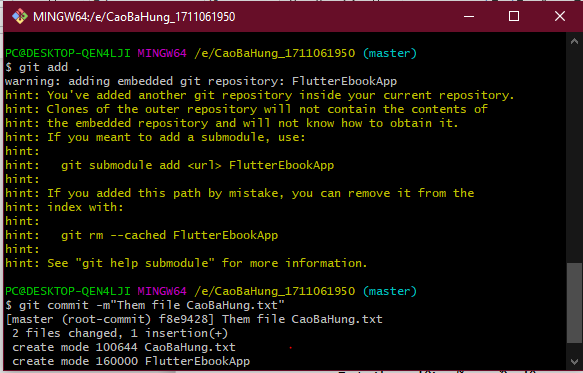 MINGW64:/e/CaoBaHung_1711061950
PC@DESKTOP-QEN4LJI MINGW64 /e/CaoBaHung_1711061950 (master)
$ git add .
warning: adding embedded git repository: FlutterEbookApp
hint: You've added another git repository inside your current repository.
hint: Clones of the outer repository will not contain the contents of
hint: the embedded repository and will not know how to obtain it.
hint: If you meant to add a submodule, use:
hint:
hint:   git submodule add <url> FlutterEbookApp
hint:
hint: If you added this path by mistake, you can remove it from the
hint: index with:
hint:
hint:   git rm --cached FlutterEbookApp
hint:
hint: See "git help submodule" for more information.
PC@DESKTOP-QEN4LJI MINGW64 /e/CaoBaHung_1711061950 (master)
$ git commit -m"Them file CaoBaHung.txt"
[master (root-commit) f8e9428] Them file CaoBaHung.txt
 2 files changed, 1 insertion(+)
 create mode 100644 CaoBaHung.txt
 create mode 160000 FlutterEbookApp